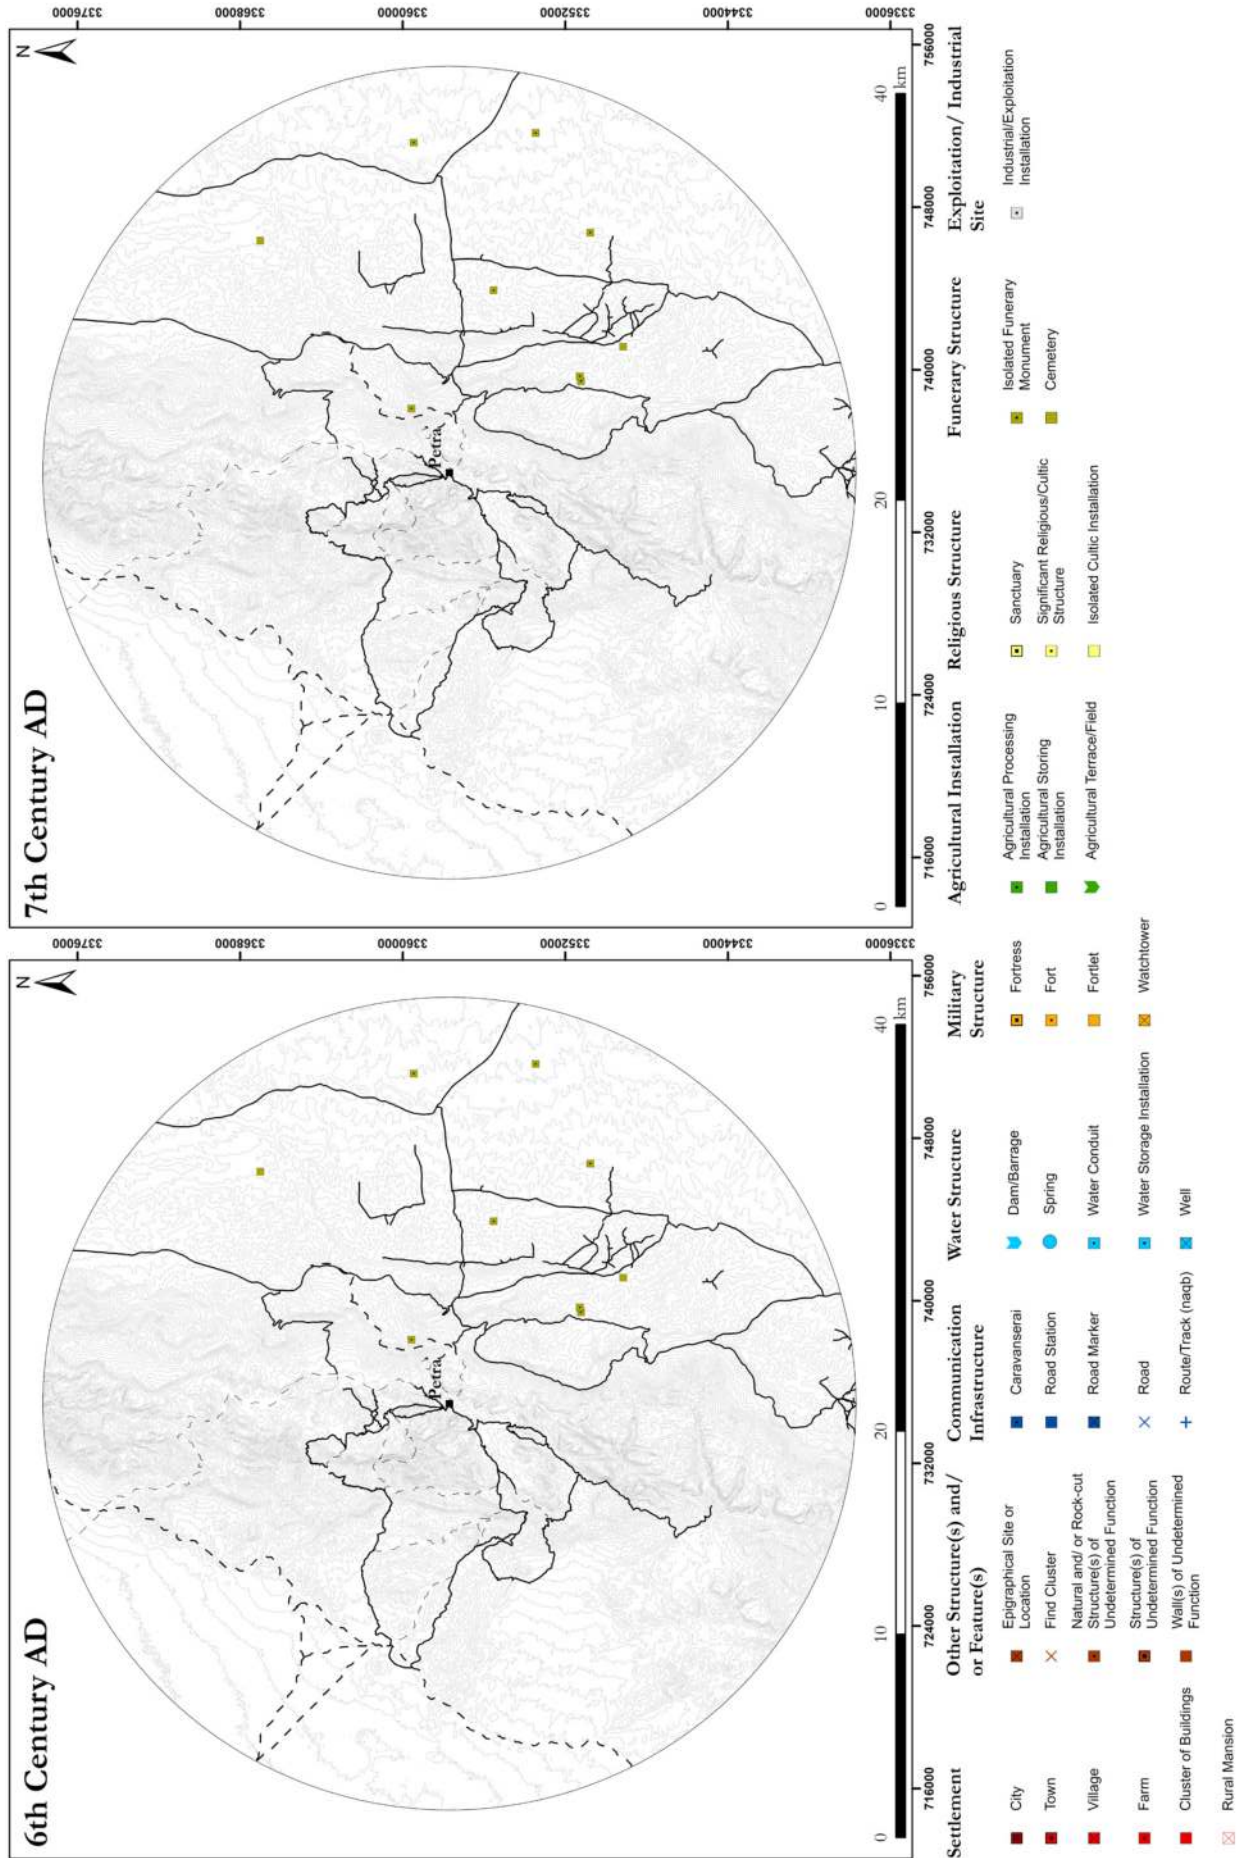 6th Century AD
N
Petra
3376000
3368000
3360000
3352000
3344000
3336000
716000
724000
732000
740000
748000
756000
0
10
20
40
km
7th Century AD
N
Petra
3376000
3368000
3360000
3352000
3344000
3336000
716000
724000
732000
740000
748000
756000
0
10
20
40
km
Settlement
City
Town
Village
Farm
Cluster of Buildings
Rural Mansion
Other Structure(s) and/
or Feature(s)
Epigraphical Site or
Location
Find Cluster
Natural and/ or Rock-cut
Structure(s) of
Undetermined Function
Structure(s) of
Undetermined Function
Wall(s) of Undetermined
Function
Communication
Infrastructure
Caravanserai
Road Station
Road Marker
Road
Route/Track (naqb)
Water Structure
Dam/Barrage
Spring
Water Conduit
Water Storage Installation
Well
Military
Structure
Fortress
Fort
Fortlet
Watchtower
Agricultural Installation
Agricultural Processing
Installation
Agricultural Storing
Installation
Agricultural Terrace/Field
Religious Structure
Sanctuary
Significant Religious/Cultic
Structure
Isolated Cultic Installation
Funerary Structure
Isolated Funerary
Monument
Cemetery
Exploitation/ Industrial
Site
Industrial/Exploitation
Installation